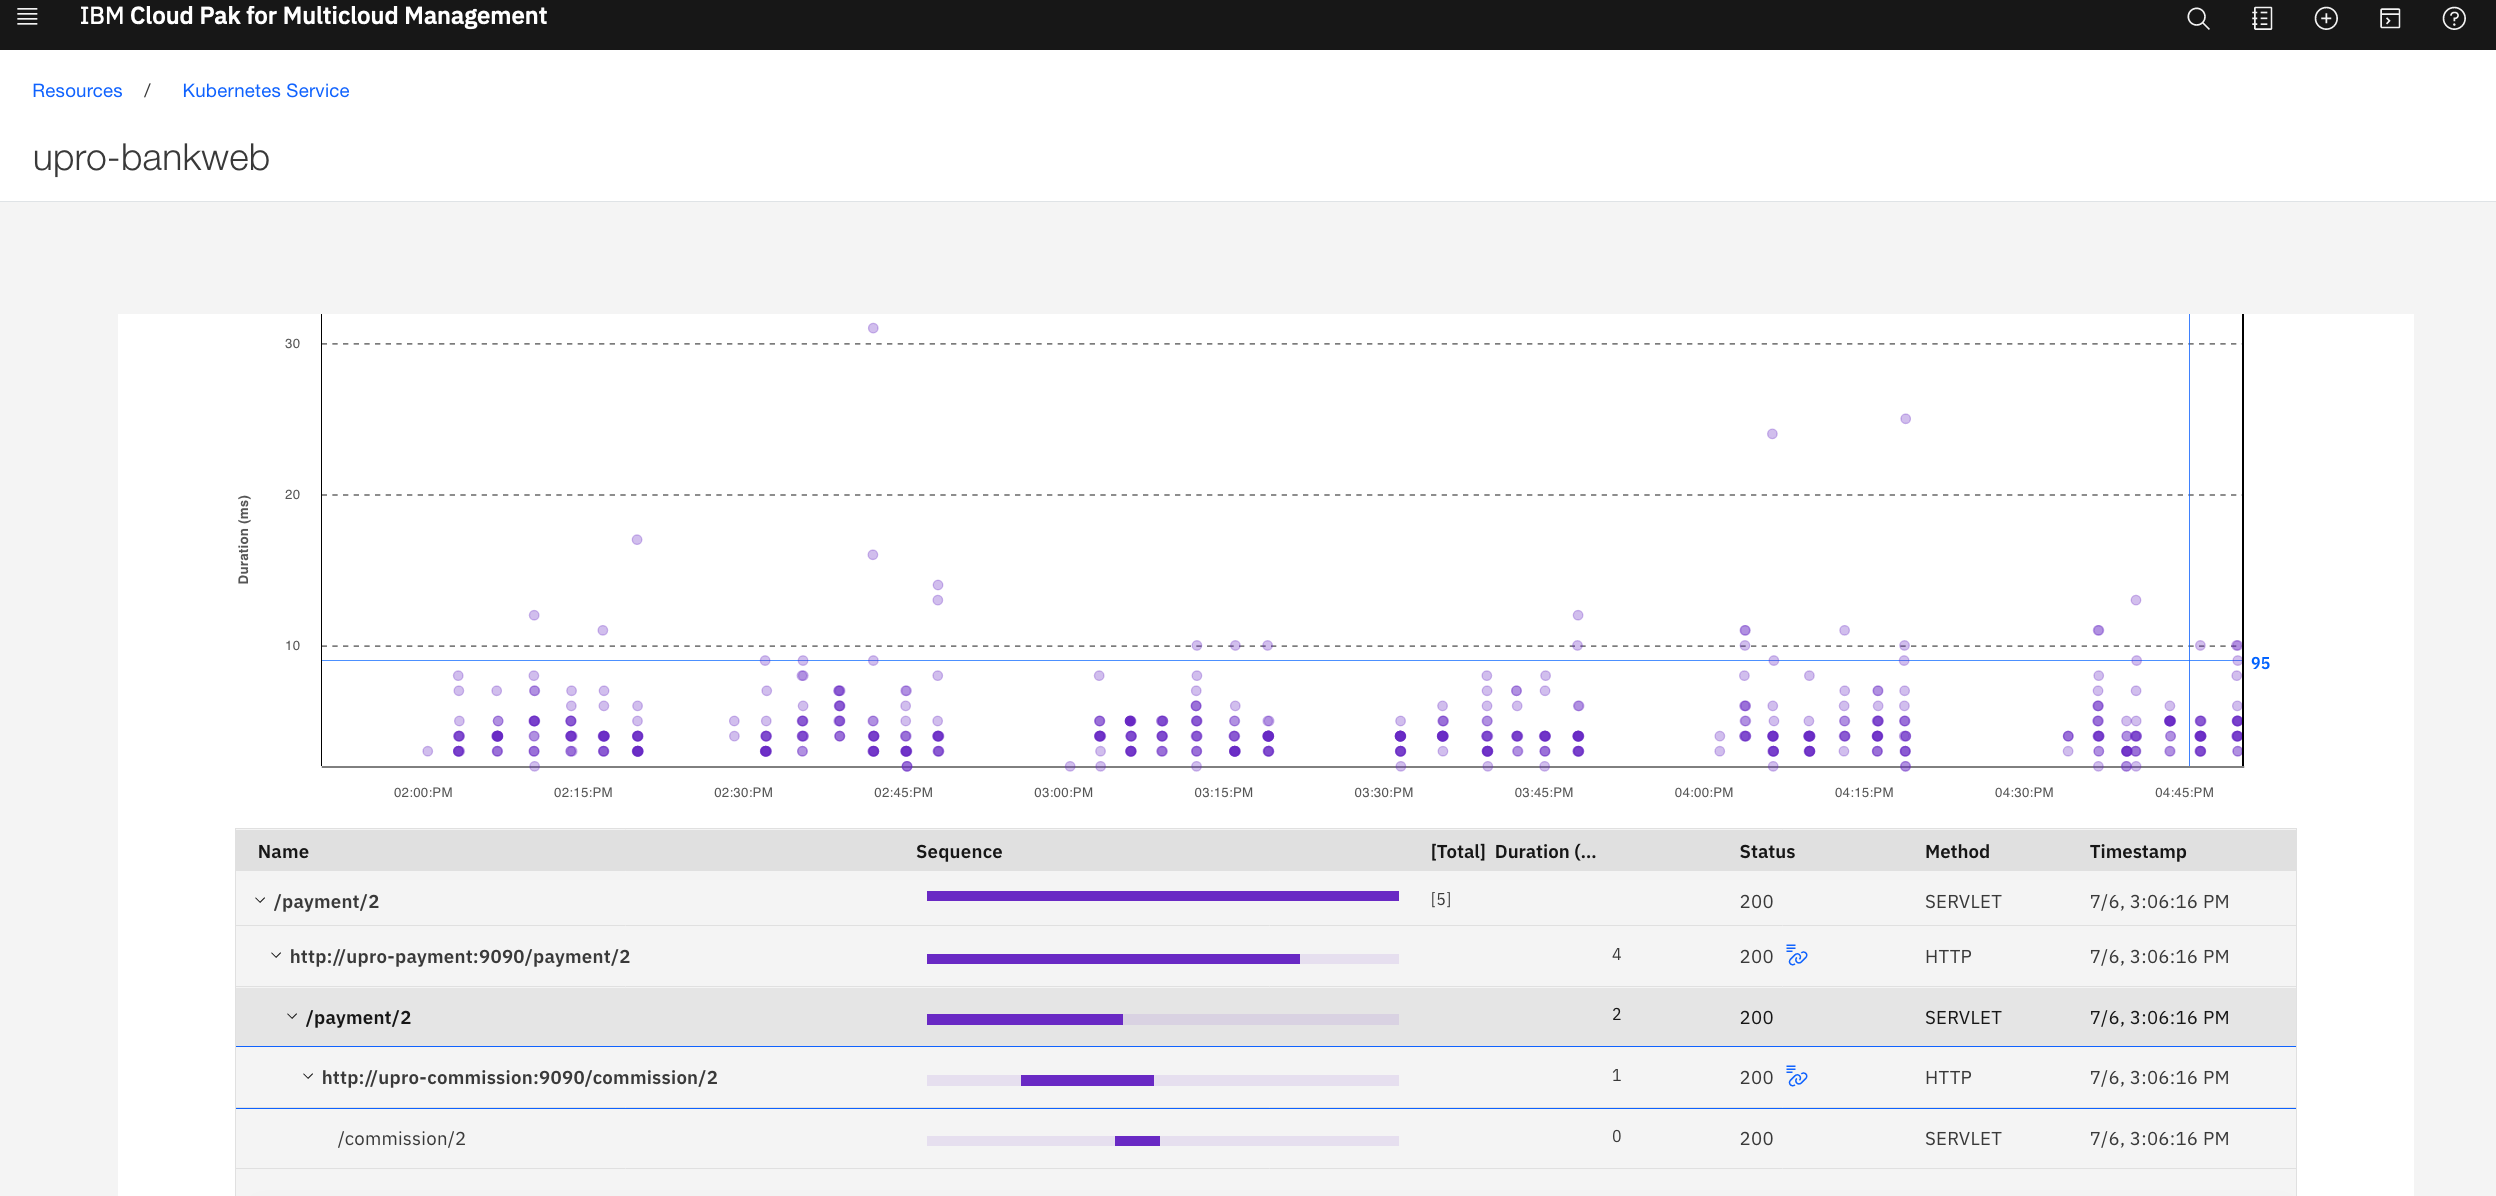 IBM Cloud Pak for Multicloud Management
Resources / Kubernetes Service
upro-bankweb
30
20
10
Duration (ms)
95
02:00:PM 02:15:PM 02:30:PM 02:45:PM 03:00:PM 03:15:PM 03:30:PM 03:45:PM 04:00:PM 04:15:PM 04:30:PM 04:45:PM
Name Sequence [Total] Duration (... Status Method Timestamp
/payment/2 [5] 200 SERVLET 7/6, 3:06:16 PM
http://upro-payment:9090/payment/2 4 200 HTTP 7/6, 3:06:16 PM
/payment/2 2 200 SERVLET 7/6, 3:06:16 PM
http://upro-commission:9090/commission/2 1 200 HTTP 7/6, 3:06:16 PM
/commission/2 0 200 SERVLET 7/6, 3:06:16 PM